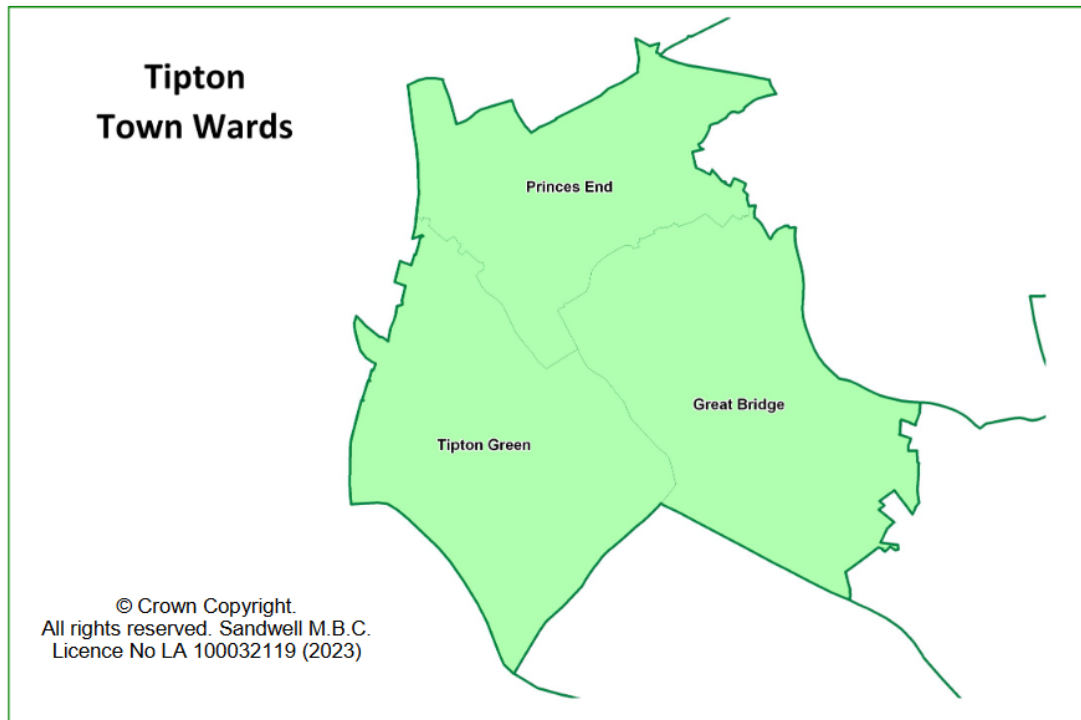 Tipton
Town Wards
Princes End
Great Bridge
Tipton Green
© Crown Copyright.
All rights reserved. Sandwell M.B.C.
Licence No LA 100032119 (2023)